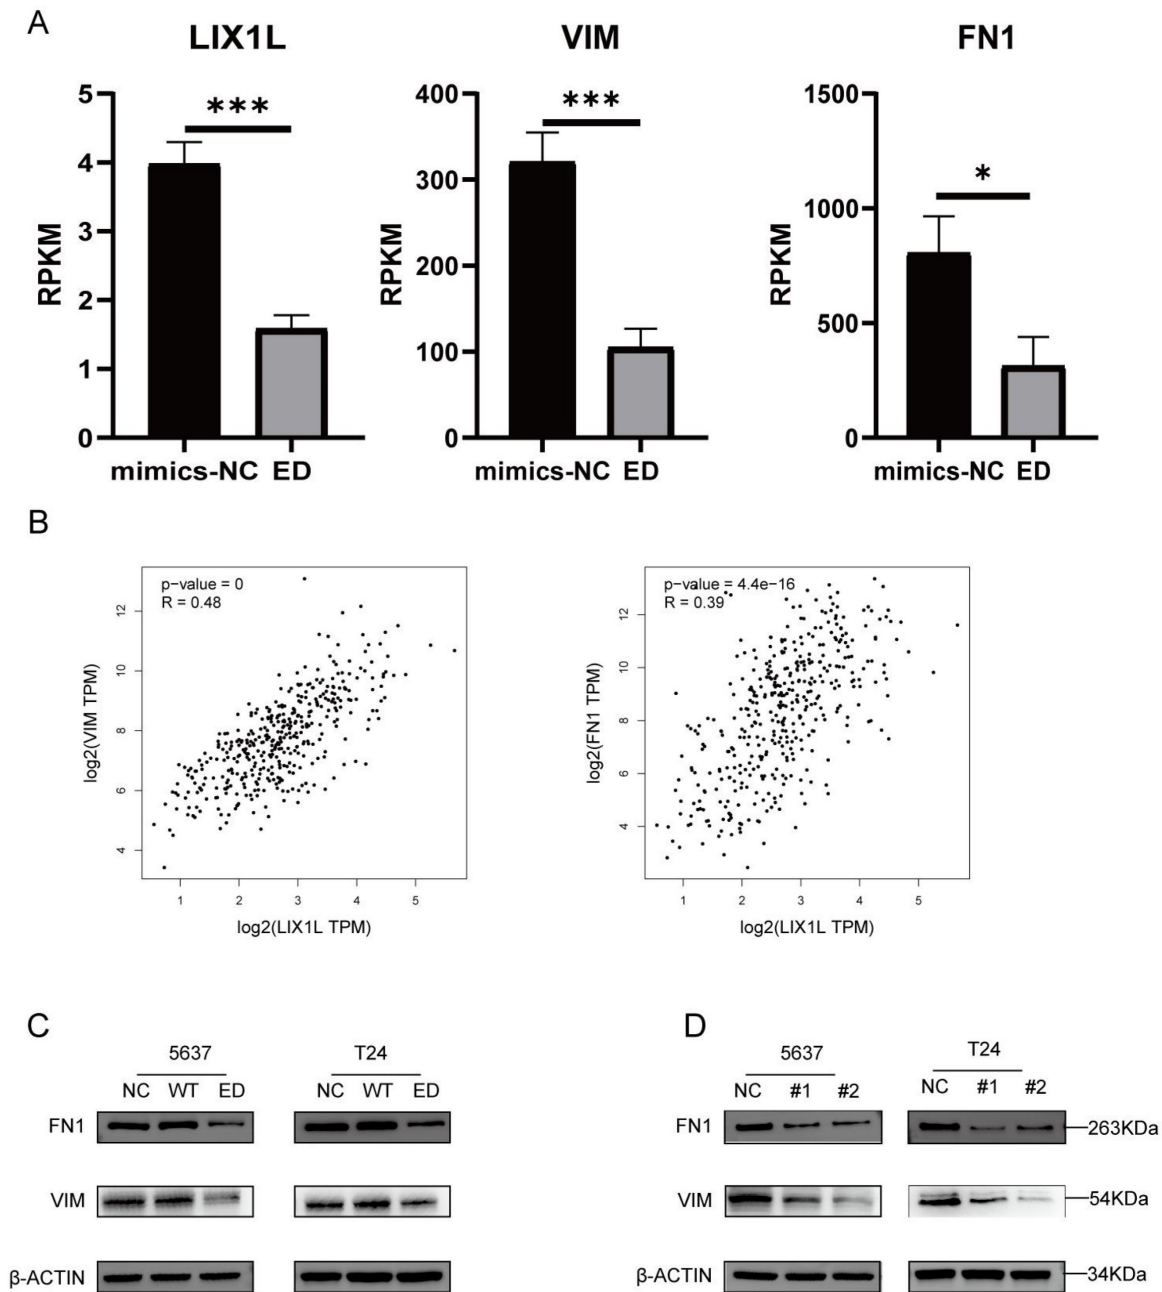 A
LIX1L
VIM
FN1
***
***
*
RPKM
5
4
3
2
1
0
mimics-NC ED
RPKM
400
300
200
100
0
mimics-NC ED
RPKM
1500
1000
500
0
mimics-NC ED
B
p-value = 0
R = 0.48
log2(VIM TPM)
12
10
8
6
4
1 2 3 4 5
log2(LIX1L TPM)
p-value = 4.4e-16
R = 0.39
log2(FN1 TPM)
12
10
8
6
4
1 2 3 4 5
log2(LIX1L TPM)
C
5637
T24
NC WT ED
NC WT ED
FN1
VIM
β-ACTIN
D
5637
T24
NC #1 #2
NC #1 #2
FN1
263KDa
VIM
54KDa
β-ACTIN
34KDa